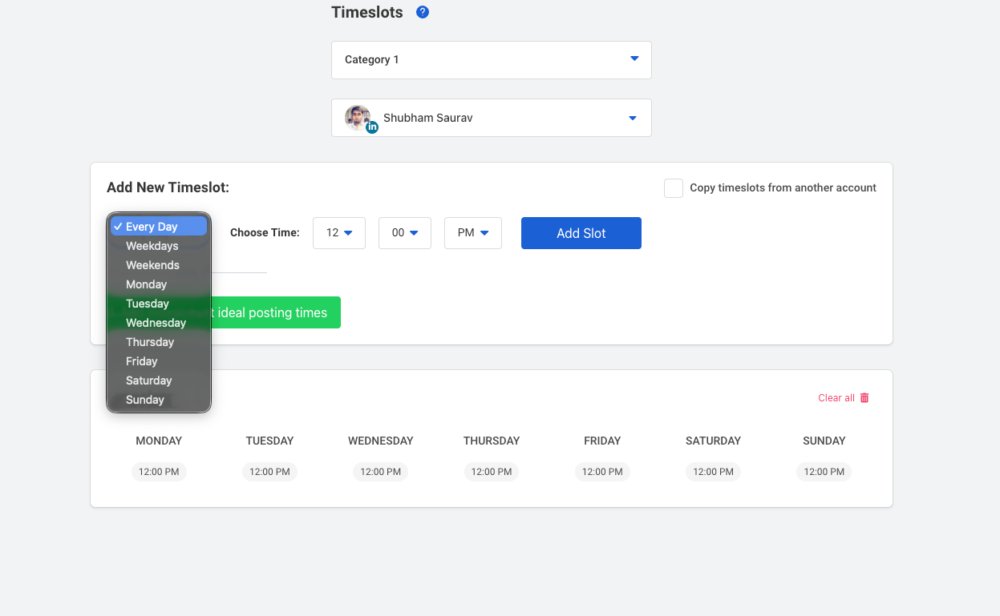 Timeslots ?
Category 1
in Shubham Saurav
Add New Timeslot:
Copy timeslots from another account
✓ Every Day
Weekdays
Weekends
Monday
Tuesday
Wednesday
Thursday
Friday
Saturday
Sunday
Choose Time: 12 00 PM Add Slot
ideal posting times
Clear all
MONDAY TUESDAY WEDNESDAY THURSDAY FRIDAY SATURDAY SUNDAY
12:00 PM 12:00 PM 12:00 PM 12:00 PM 12:00 PM 12:00 PM 12:00 PM